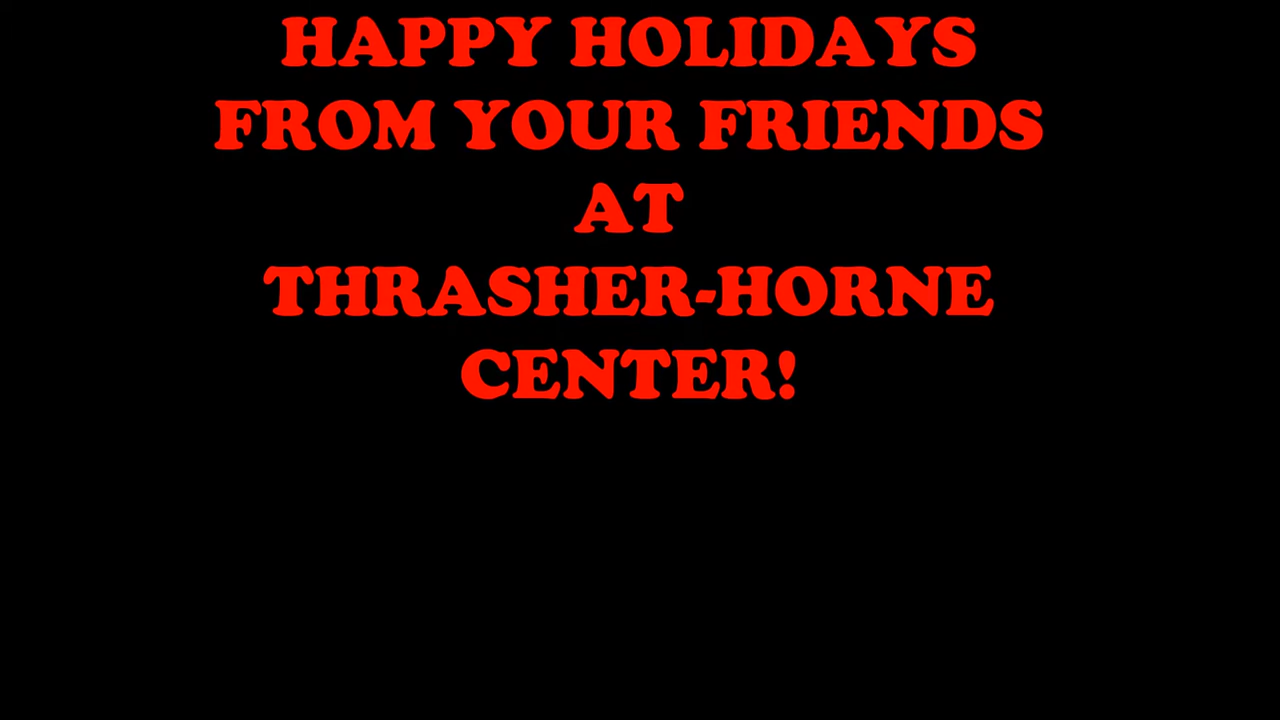 HAPPY HOLIDAYS
FROM YOUR FRIENDS
AT
THRASHER-HORNE
CENTER!